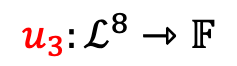 u₃: ℒ⁸ → 𝔽